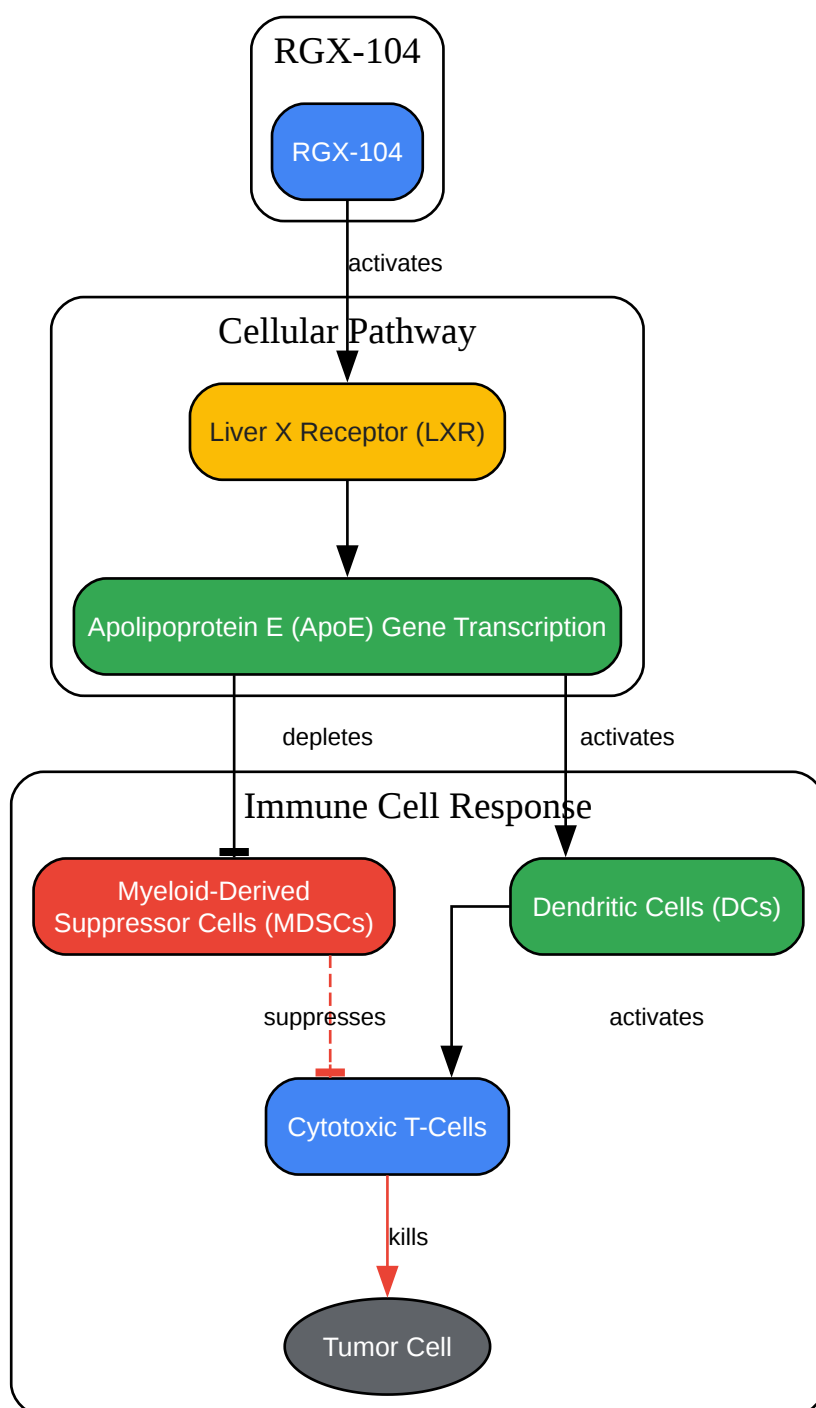 RGX-104
RGX-104
activates
Cellular Pathway
Liver X Receptor (LXR)
Apolipoprotein E (ApoE) Gene Transcription
depletes
activates
Immune Cell Response
Myeloid-Derived
Suppressor Cells (MDSCs)
Dendritic Cells (DCs)
suppresses
activates
Cytotoxic T-Cells
kills
Tumor Cell